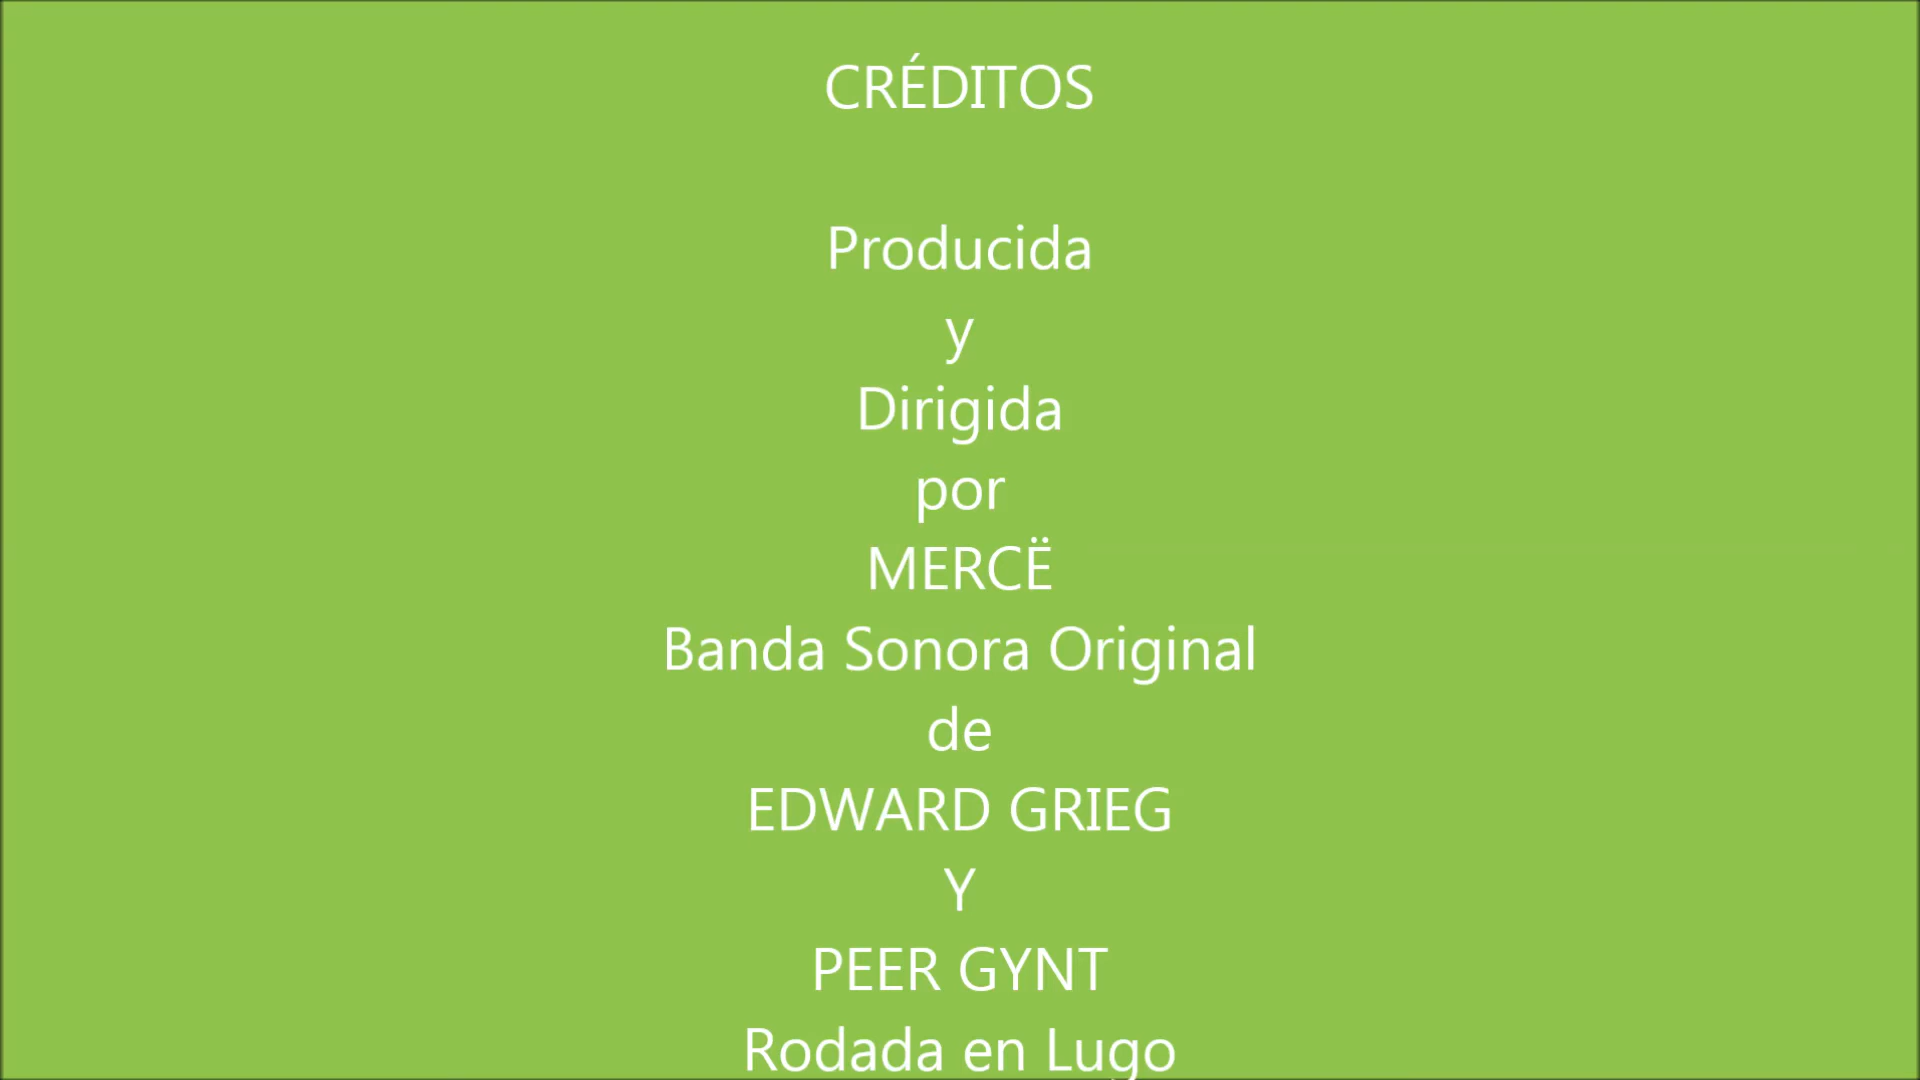 CRÉDITOS
Producida
y
Dirigida
por
MERCË
Banda Sonora Original
de
EDWARD GRIEG
Y
PEER GYNT
Rodada en Lugo